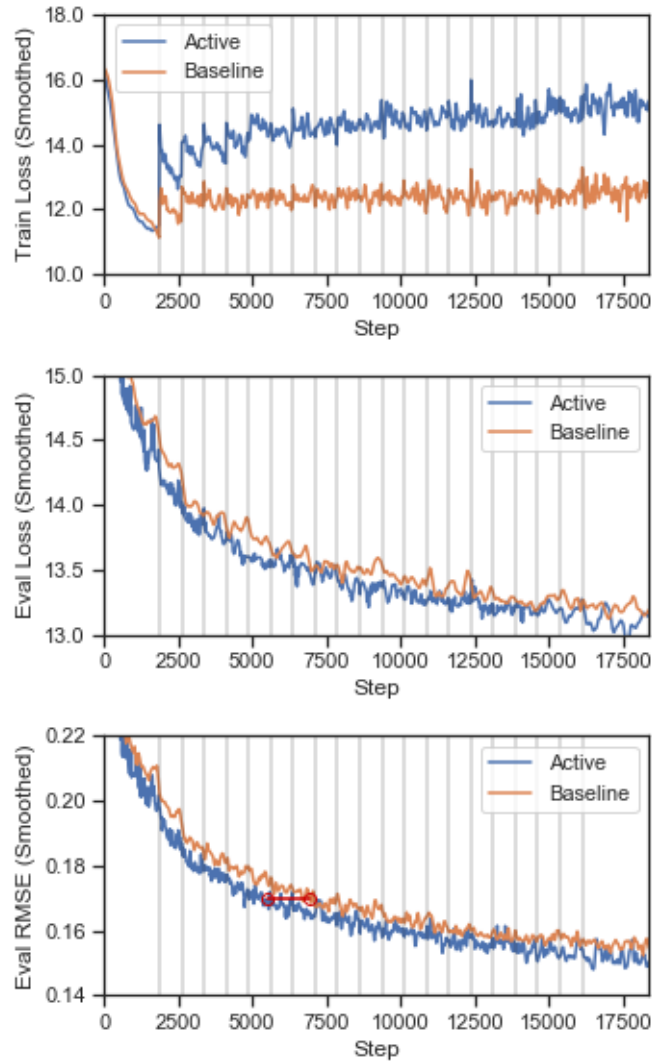 Train Loss (Smoothed)
18.0
16.0
14.0
12.0
10.0
Active
Baseline
0 2500 5000 7500 10000 12500 15000 17500
Step
Eval Loss (Smoothed)
15.0
14.5
14.0
13.5
13.0
Active
Baseline
0 2500 5000 7500 10000 12500 15000 17500
Step
Eval RMSE (Smoothed)
0.22
0.20
0.18
0.16
0.14
Active
Baseline
0 2500 5000 7500 10000 12500 15000 17500
Step